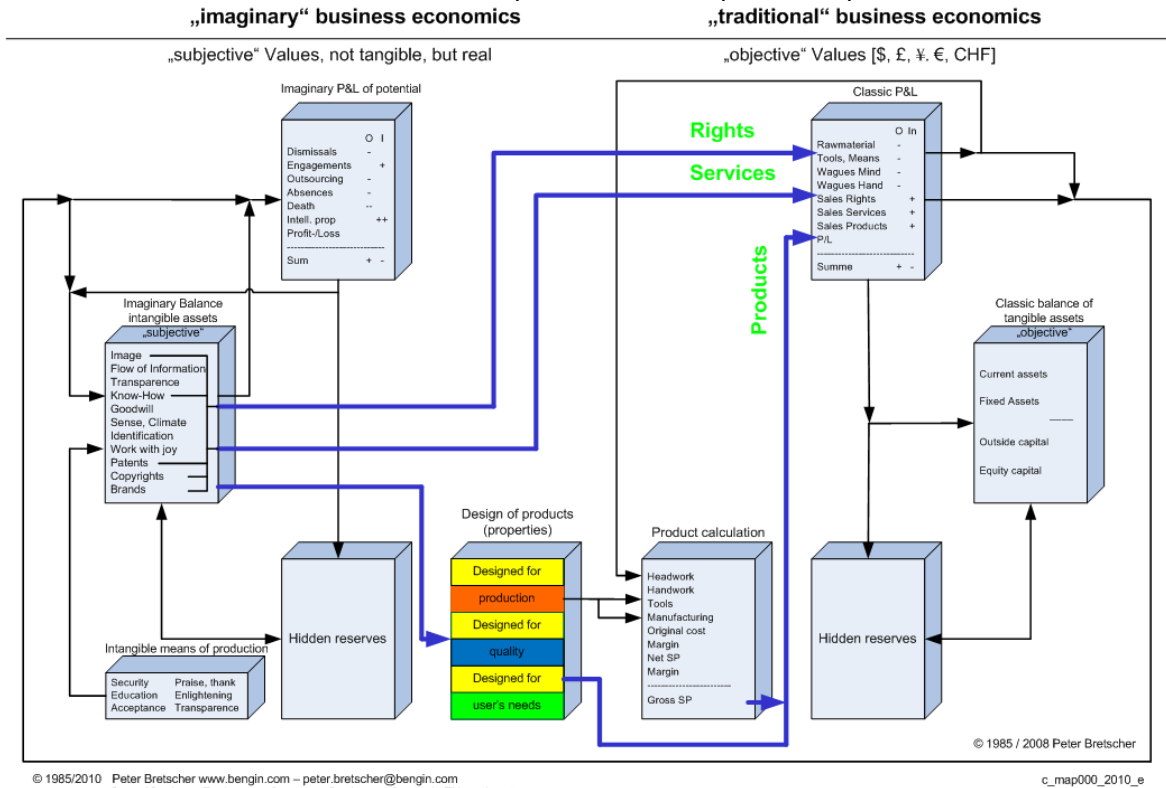 „imaginary“ business economics
„traditional“ business economics
„subjective“ Values, not tangible, but real
„objective“ Values [$, £, ¥. €, CHF]
Imaginary P&L of potential
O I
Dismissals -
Engagements +
Outsourcing -
Absences -
Death --
Intell. prop ++
Profit-/Loss
------------------------------
Sum + -
Rights
Services
Products
Classic P&L
O In
Rawmaterial -
Tools, Means -
Wagues Mind -
Wagues Hand -
Sales Rights +
Sales Services +
Sales Products +
P/L
------------------------------
Summe + -
Imaginary Balance
intangible assets
„subjective“
Image
Flow of Information
Transparence
Know-How
Goodwill
Sense, Climate
Identification
Work with joy
Patents
Copyrights
Brands
Classic balance of
tangible assets
„objective“
Current assets
Fixed Assets
Outside capital
Equity capital
Design of products
(properties)
Designed for
production
Designed for
quality
Designed for
user's needs
Product calculation
Headwork
Handwork
Tools
Manufacturing
Original cost
Margin
Net SP
Margin
--------------------------
Gross SP
Hidden reserves
Hidden reserves
Intangible means of production
Security Praise, thank
Education Enlightening
Acceptance Transparence
© 1985 / 2008 Peter Bretscher
© 1985/2010 Peter Bretscher www.bengin.com – peter.bretscher@bengin.com
c_map000_2010_e